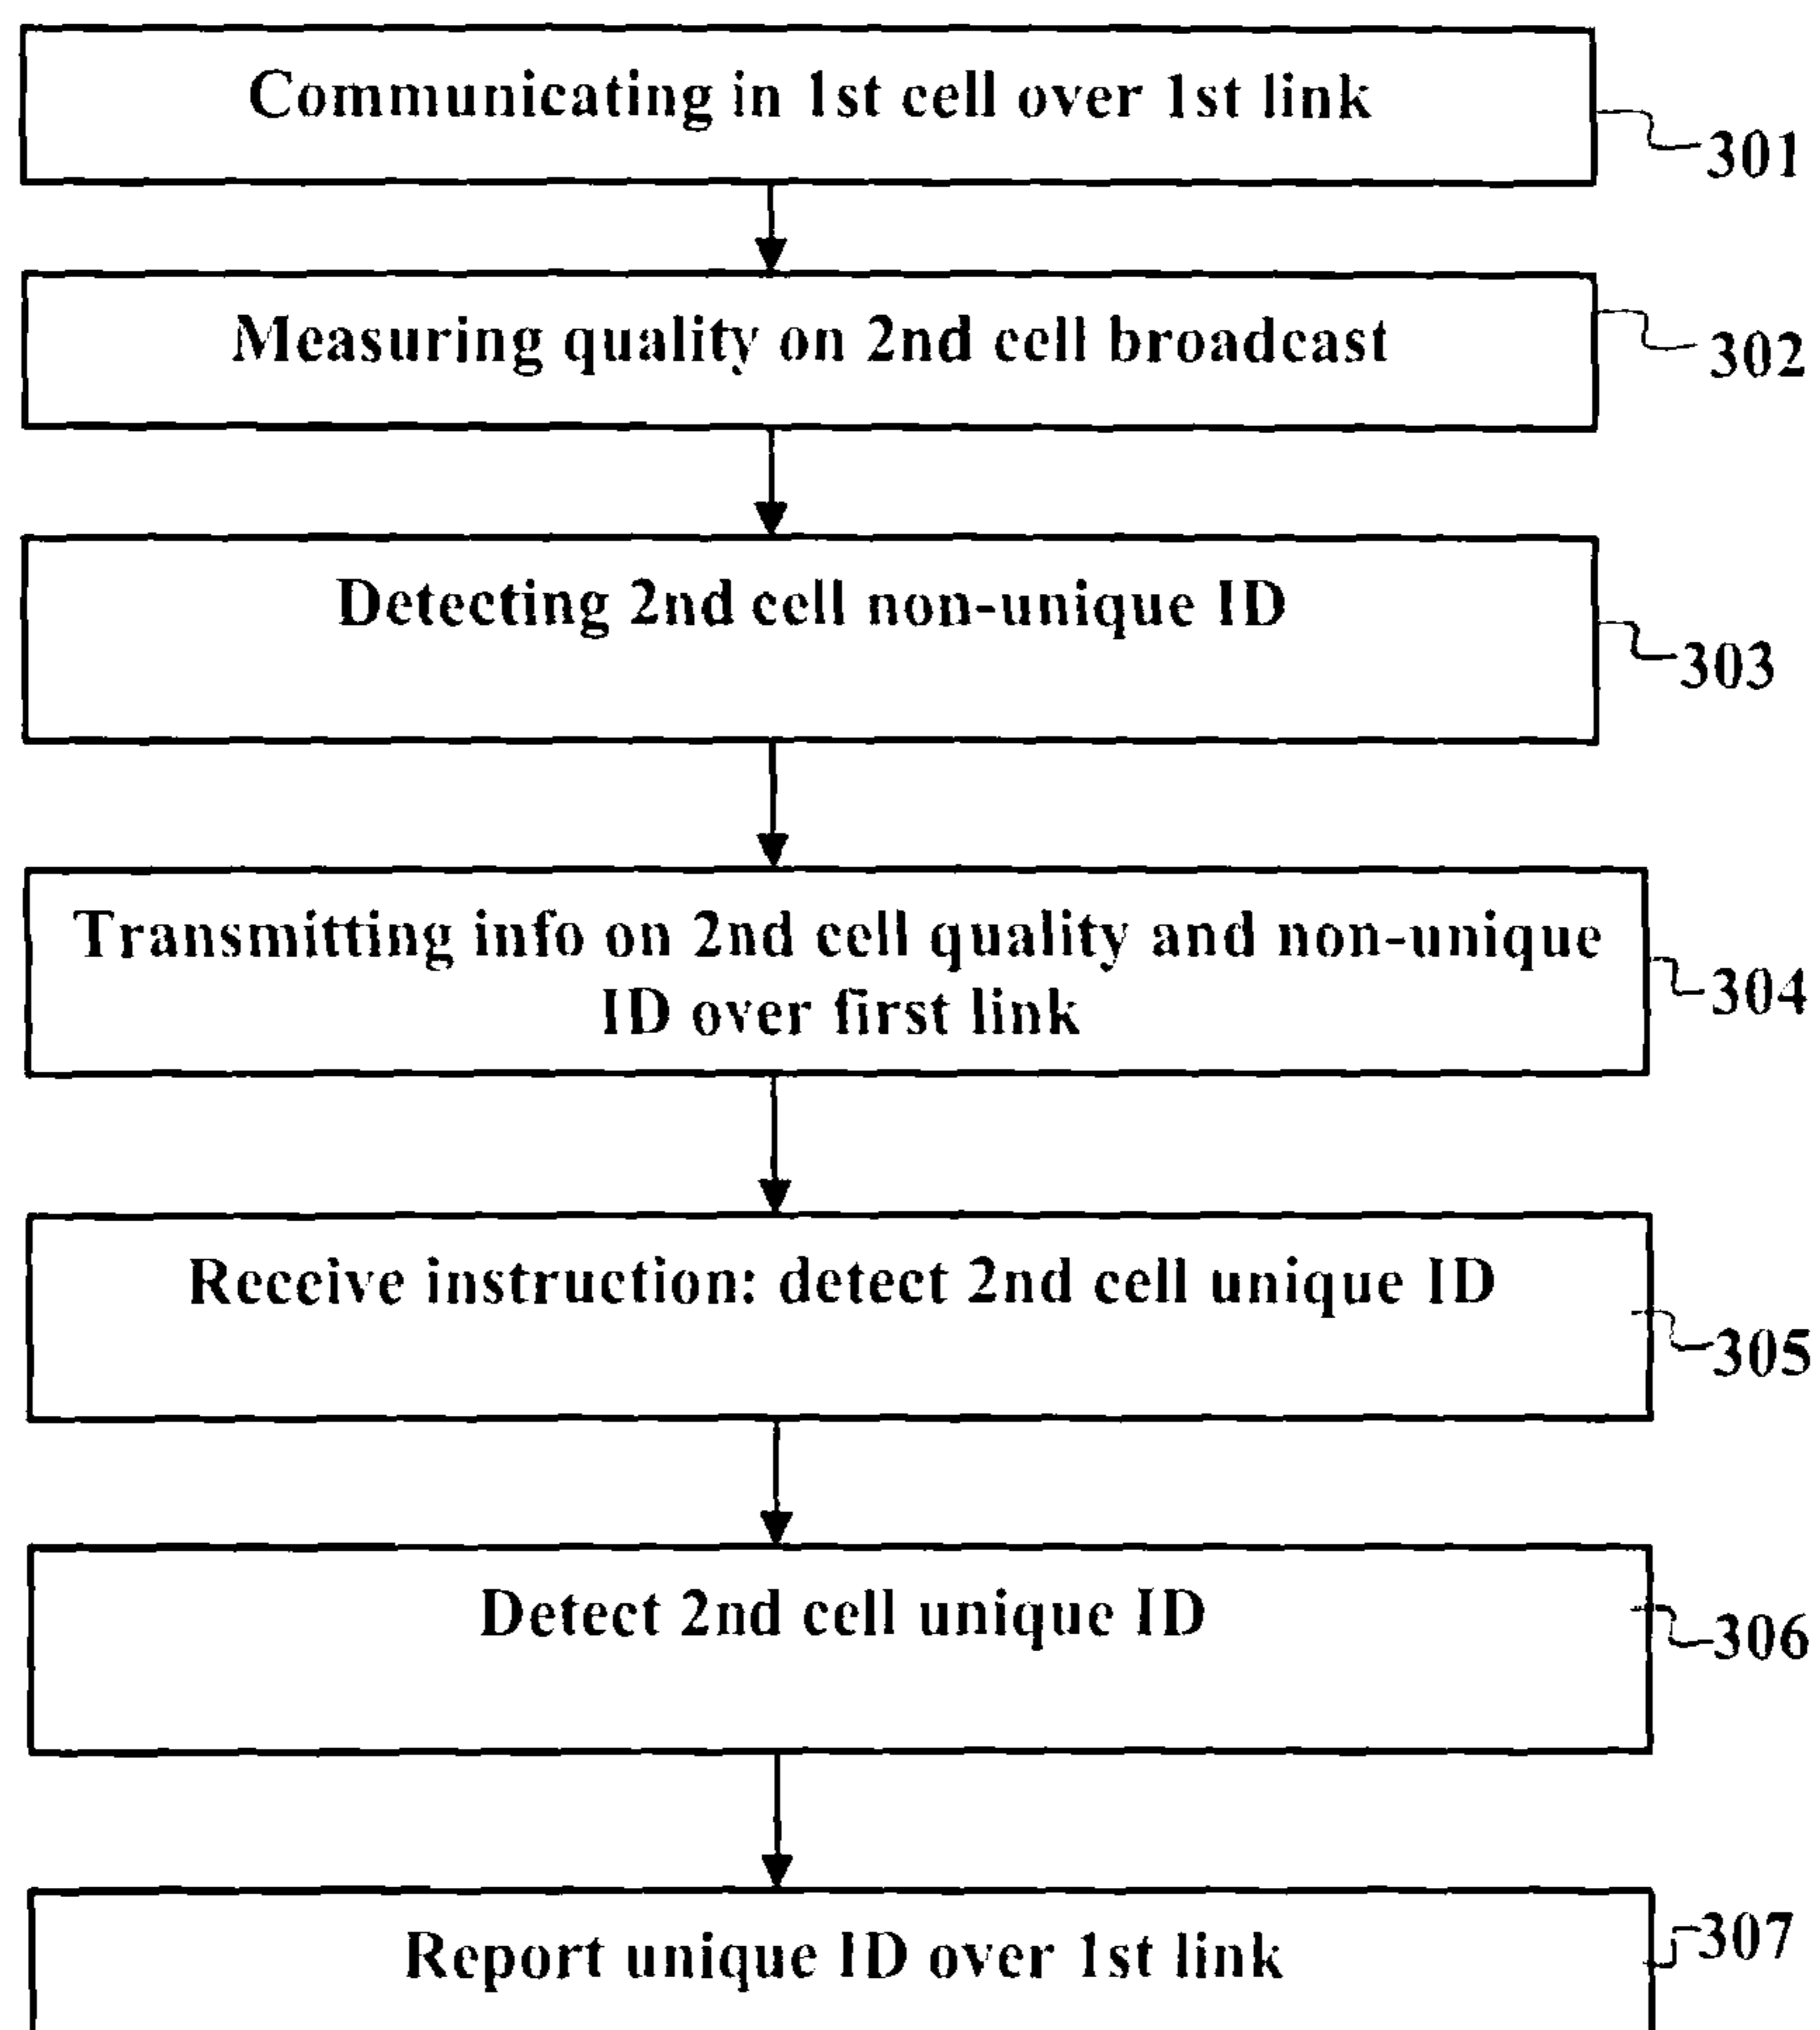 Communicating in 1st cell over 1st link
301
Measuring quality on 2nd cell broadcast
302
Detecting 2nd cell non-unique ID
303
Transmitting info on 2nd cell quality and non-unique
ID over first link
304
Receive instruction: detect 2nd cell unique ID
305
Detect 2nd cell unique ID
306
Report unique ID over 1st link
307